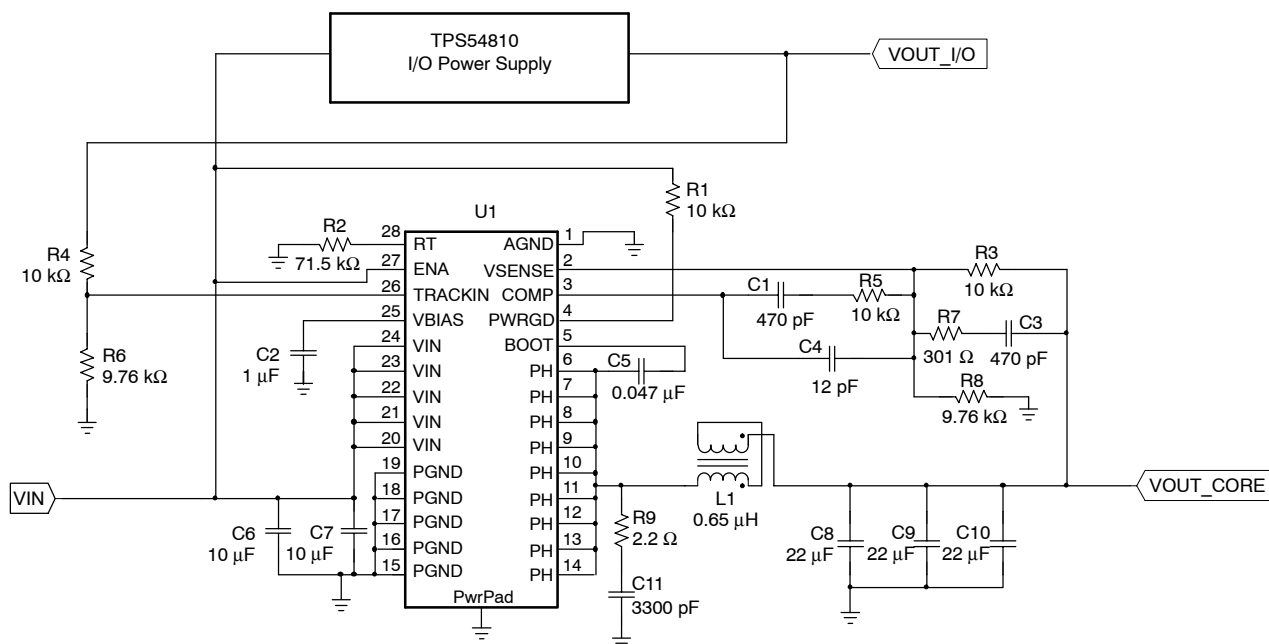 TPS54810
I/O Power Supply
VOUT_I/O
R1
10 kΩ
U1
R2
71.5 kΩ
R4
10 kΩ
R6
9.76 kΩ
C2
1 μF
28 RT
27 ENA
26 TRACKIN
25 VBIAS
24 VIN
23 VIN
22 VIN
21 VIN
20 VIN
19 PGND
18 PGND
17 PGND
16 PGND
15 PGND
AGND 1
VSENSE 2
COMP 3
PWRGD 4
BOOT 5
PH 6
PH 7
PH 8
PH 9
PH 10
PH 11
PH 12
PH 13
PH 14
PwrPad
R3
10 kΩ
C1
470 pF
R5
10 kΩ
R7
301 Ω
C3
470 pF
C4
12 pF
R8
9.76 kΩ
C5
0.047 μF
L1
0.65 μH
R9
2.2 Ω
C11
3300 pF
VIN
C6
10 μF
C7
10 μF
C8
22 μF
C9
22 μF
C10
22 μF
VOUT_CORE